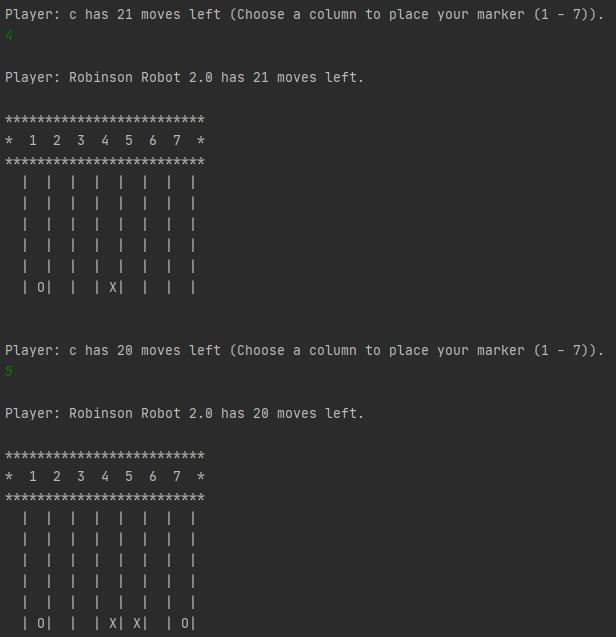 Player: c has 21 moves left (Choose a column to place your marker (1 - 7)).
4
Player: Robinson Robot 2.0 has 21 moves left.
*************************
*  1  2  3  4  5  6  7  *
*************************
  |  |  |  |  |  |  |  |
  |  |  |  |  |  |  |  |
  |  |  |  |  |  |  |  |
  |  |  |  |  |  |  |  |
  |  |  |  |  |  |  |  |
  | O|  |  | X|  |  |  |
Player: c has 20 moves left (Choose a column to place your marker (1 - 7)).
5
Player: Robinson Robot 2.0 has 20 moves left.
*************************
*  1  2  3  4  5  6  7  *
*************************
  |  |  |  |  |  |  |  |
  |  |  |  |  |  |  |  |
  |  |  |  |  |  |  |  |
  |  |  |  |  |  |  |  |
  |  |  |  |  |  |  |  |
  | O|  |  | X| X|  | O|